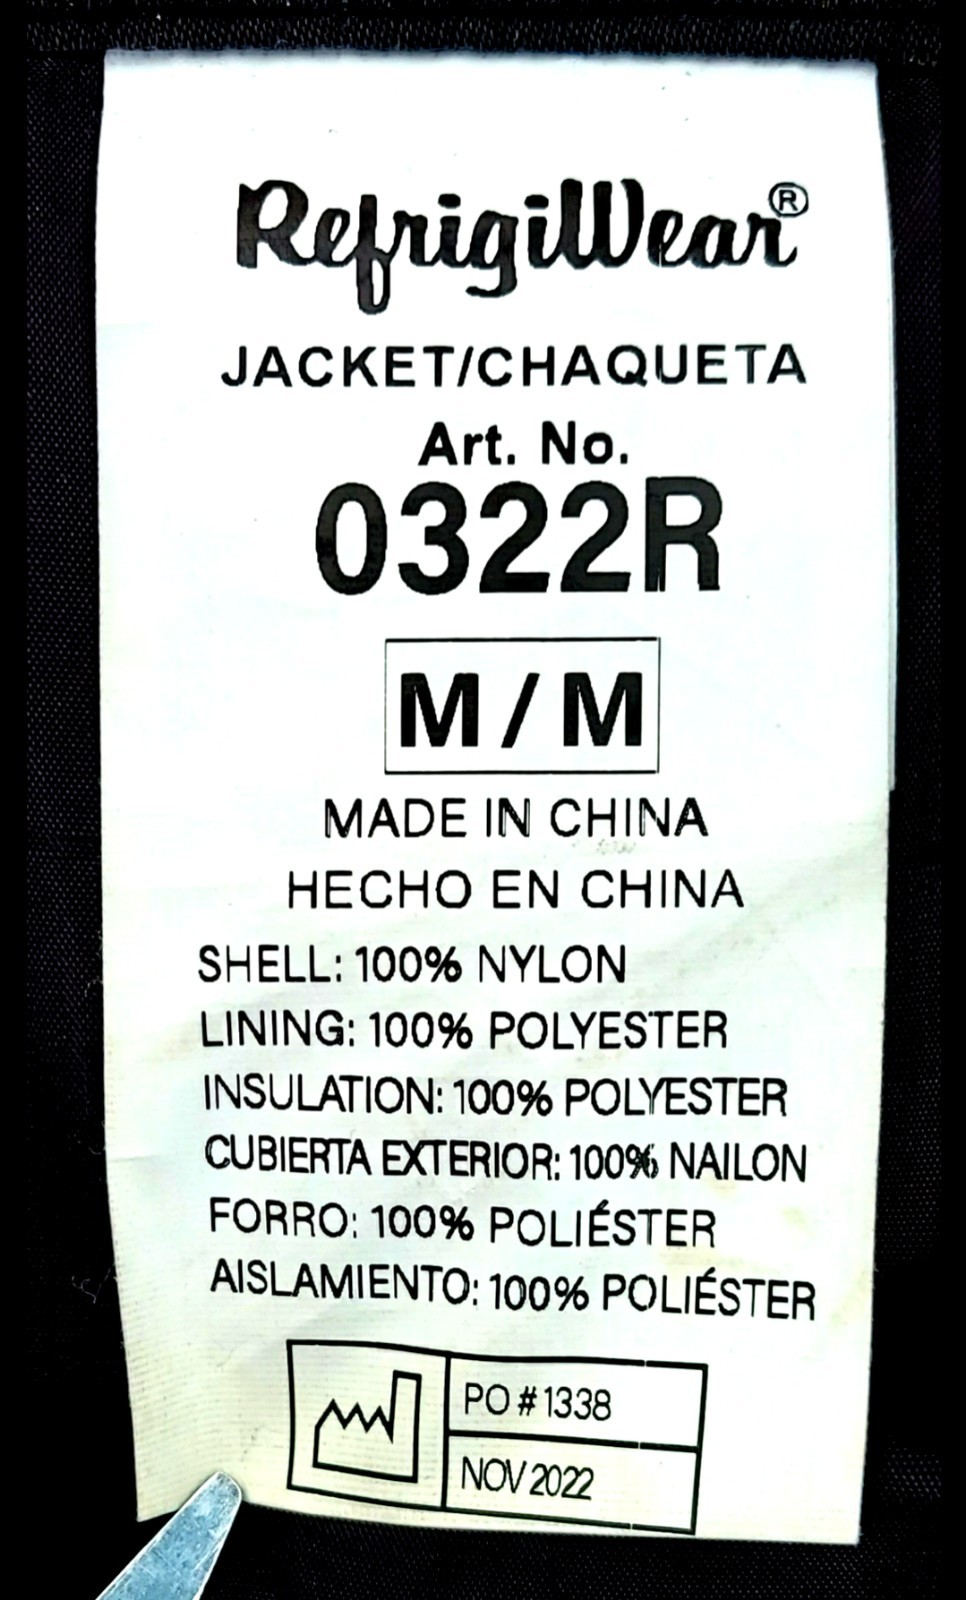 RefrigiWear®
JACKET/CHAQUETA
Art. No.
0322R
M / M
MADE IN CHINA
HECHO EN CHINA
SHELL: 100% NYLON
LINING: 100% POLYESTER
INSULATION: 100% POLYESTER
CUBIERTA EXTERIOR: 100% NAILON
FORRO: 100% POLIÉSTER
AISLAMIENTO: 100% POLIÉSTER
PO # 1338
NOV 2022